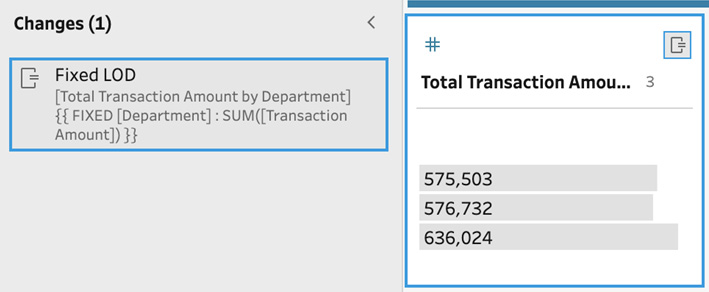 Changes (1)
Fixed LOD
[Total Transaction Amount by Department]
{{ FIXED [Department] : SUM([Transaction
Amount]) }}
#
Total Transaction Amou... 3
575,503
576,732
636,024